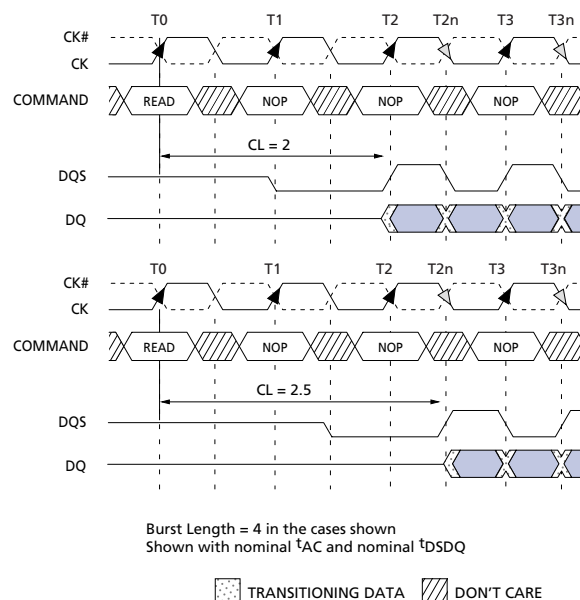 T0 T1 T2 T2n T3 T3n
CK#
CK
COMMAND READ NOP NOP NOP
CL = 2
DQS
DQ
T0 T1 T2 T2n T3 T3n
CK#
CK
COMMAND READ NOP NOP NOP
CL = 2.5
DQS
DQ
Burst Length = 4 in the cases shown
Shown with nominal tAC and nominal tDSDQ
TRANSITIONING DATA DON'T CARE